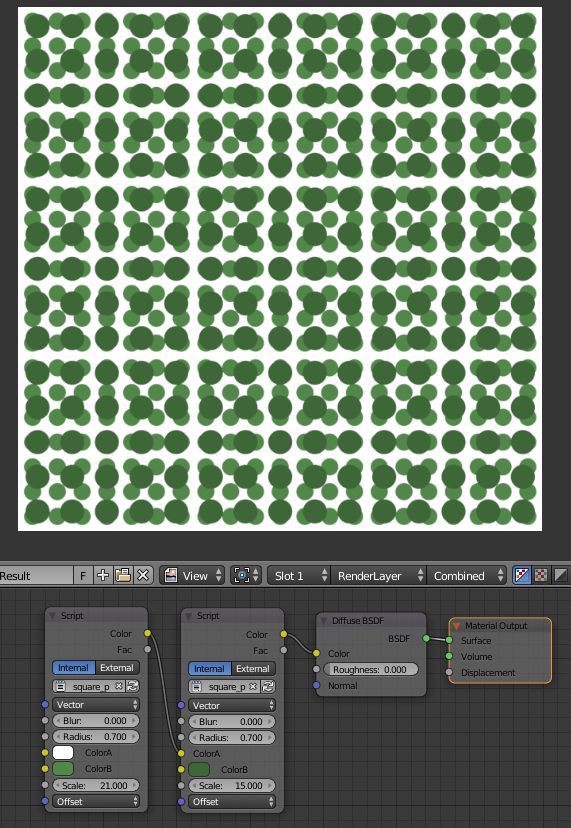 Result F View Slot 1 RenderLayer Combined
Script
Color
Fac
Internal External
square_p
Vector
Blur: 0.000
Radius: 0.700
ColorA
ColorB
Scale: 21.000
Offset
Script
Color
Fac
Internal External
square_p
Vector
Blur: 0.000
Radius: 0.700
ColorA
ColorB
Scale: 15.000
Offset
Diffuse BSDF
BSDF
Color
Roughness: 0.000
Normal
Material Output
Surface
Volume
Displacement